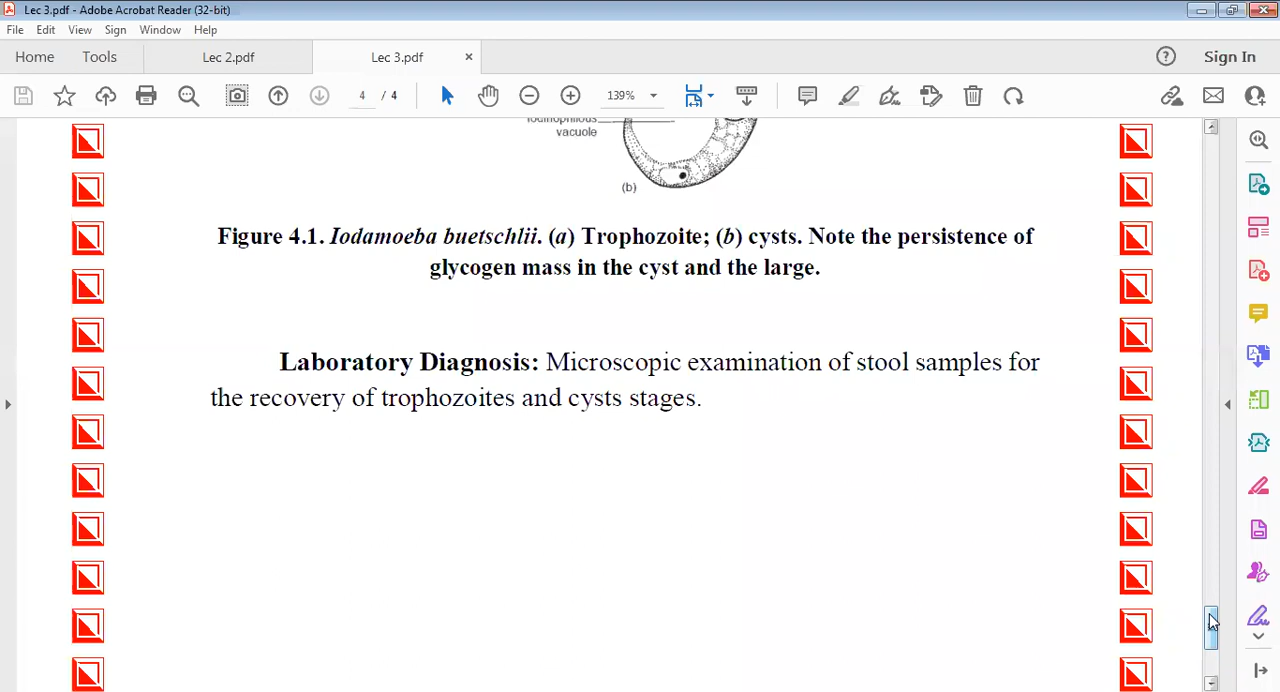 Lec 3.pdf - Adobe Acrobat Reader (32-bit)
File Edit View Sign Window Help
Home Tools Lec 2.pdf Lec 3.pdf × Sign In
4 / 4 139%
Iodinophilous
vacuole
(b)
Figure 4.1. Iodamoeba buetschlii. (a) Trophozoite; (b) cysts. Note the persistence of
glycogen mass in the cyst and the large.
Laboratory Diagnosis: Microscopic examination of stool samples for
the recovery of trophozoites and cysts stages.